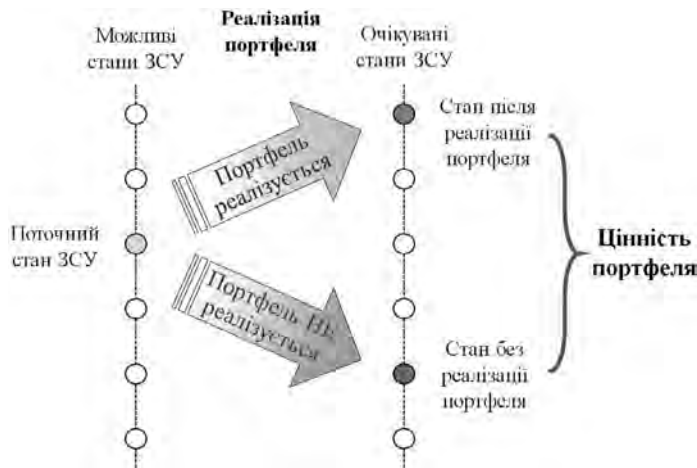 Можливі
стани ЗСУ
Реалізація
портфеля
Очікувані
стани ЗСУ
Стан після
реалізації
портфеля
Портфель
реалізується
Поточний
стан ЗСУ
Цінність
портфеля
Портфель НЕ
реалізується
Стан без
реалізації
портфеля